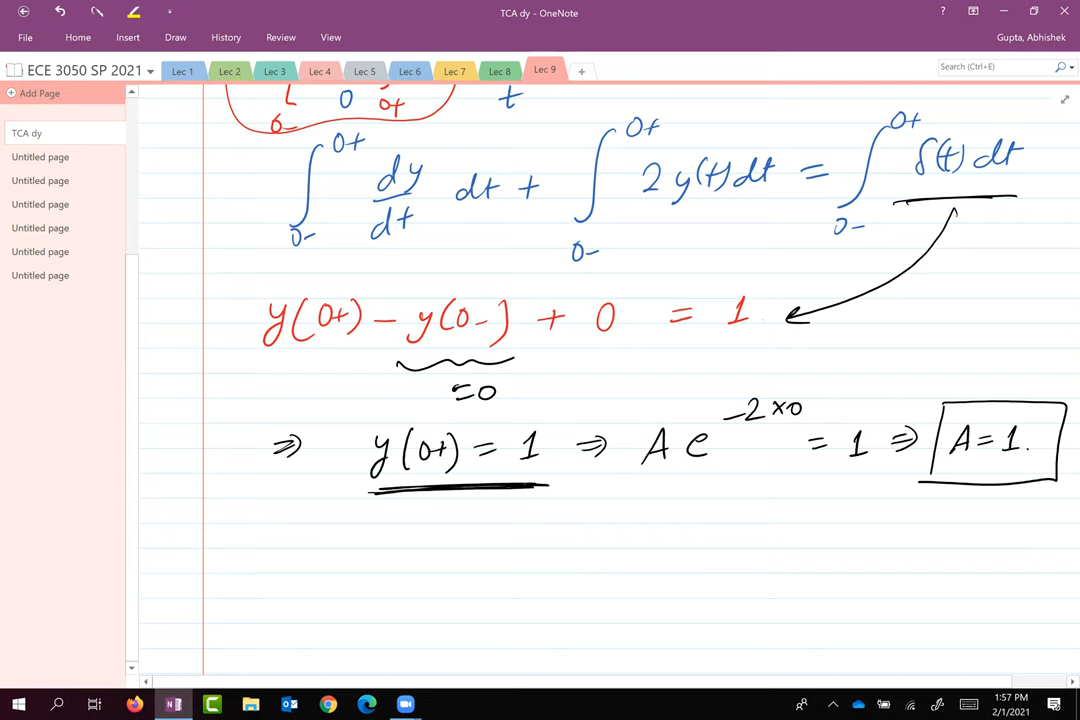 TCA dy - OneNote
? Gupta, Abhishek
File Home Insert Draw History Review View
ECE 3050 SP 2021 Lec 1 Lec 2 Lec 3 Lec 4 Lec 5 Lec 6 Lec 7 Lec 8 Lec 9 +
Search (Ctrl+E)
Add Page
TCA dy
Untitled page
Untitled page
Untitled page
Untitled page
Untitled page
Untitled page
0 0+ t
0-
∫_{0-}^{0+} dy/dt dt + ∫_{0-}^{0+} 2y(t)dt = ∫_{0-}^{0+} δ(t)dt
y(0+) - y(0-) + 0 = 1
=0
⇒ y(0+) = 1 ⇒ A e^{-2×0} = 1 ⇒ A=1.
1:57 PM
2/1/2021